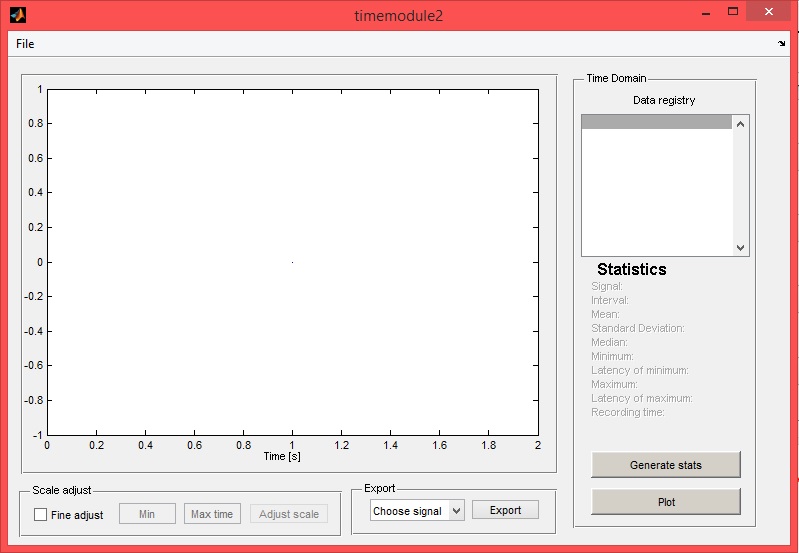 timemodule2
File
1
0.8
0.6
0.4
0.2
0
-0.2
-0.4
-0.6
-0.8
-1
0 0.2 0.4 0.6 0.8 1 1.2 1.4 1.6 1.8 2
Time [s]
Time Domain
Data registry
Statistics
Signal:
Interval:
Mean:
Standard Deviation:
Median:
Minimum:
Latency of minimum:
Maximum:
Latency of maximum:
Recording time:
Generate stats
Plot
Scale adjust
Fine adjust Min Max time Adjust scale
Export
Choose signal Export